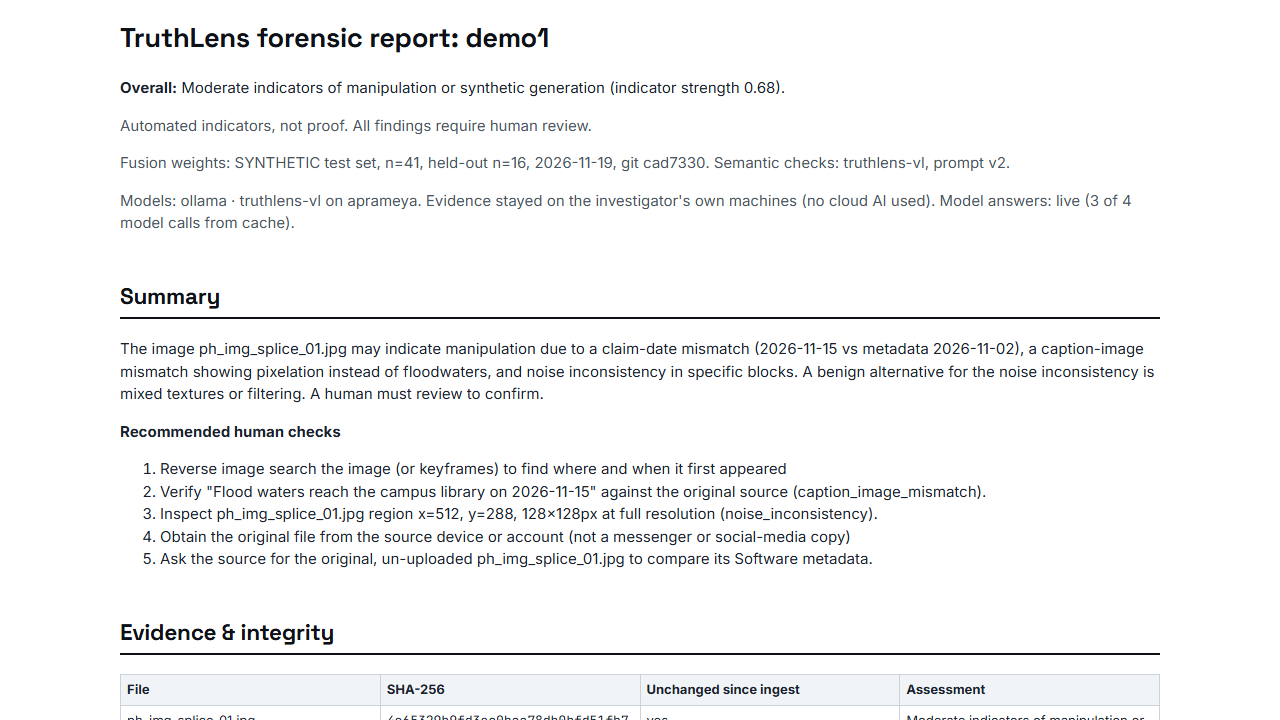 TruthLens forensic report: demo1
Overall: Moderate indicators of manipulation or synthetic generation (indicator strength 0.68).
Automated indicators, not proof. All findings require human review.
Fusion weights: SYNTHETIC test set, n=41, held-out n=16, 2026-11-19, git cad7330. Semantic checks: truthlens-vl, prompt v2.
Models: ollama · truthlens-vl on aprameya. Evidence stayed on the investigator's own machines (no cloud AI used). Model answers: live (3 of 4
model calls from cache).
Summary
The image ph_img_splice_01.jpg may indicate manipulation due to a claim-date mismatch (2026-11-15 vs metadata 2026-11-02), a caption-image
mismatch showing pixelation instead of floodwaters, and noise inconsistency in specific blocks. A benign alternative for the noise inconsistency is
mixed textures or filtering. A human must review to confirm.
Recommended human checks
1. Reverse image search the image (or keyframes) to find where and when it first appeared
2. Verify "Flood waters reach the campus library on 2026-11-15" against the original source (caption_image_mismatch).
3. Inspect ph_img_splice_01.jpg region x=512, y=288, 128×128px at full resolution (noise_inconsistency).
4. Obtain the original file from the source device or account (not a messenger or social-media copy)
5. Ask the source for the original, un-uploaded ph_img_splice_01.jpg to compare its Software metadata.
Evidence & integrity
File SHA-256 Unchanged since ingest Assessment
ph_img_splice_01.jpg yes Moderate indicators of manipulation or